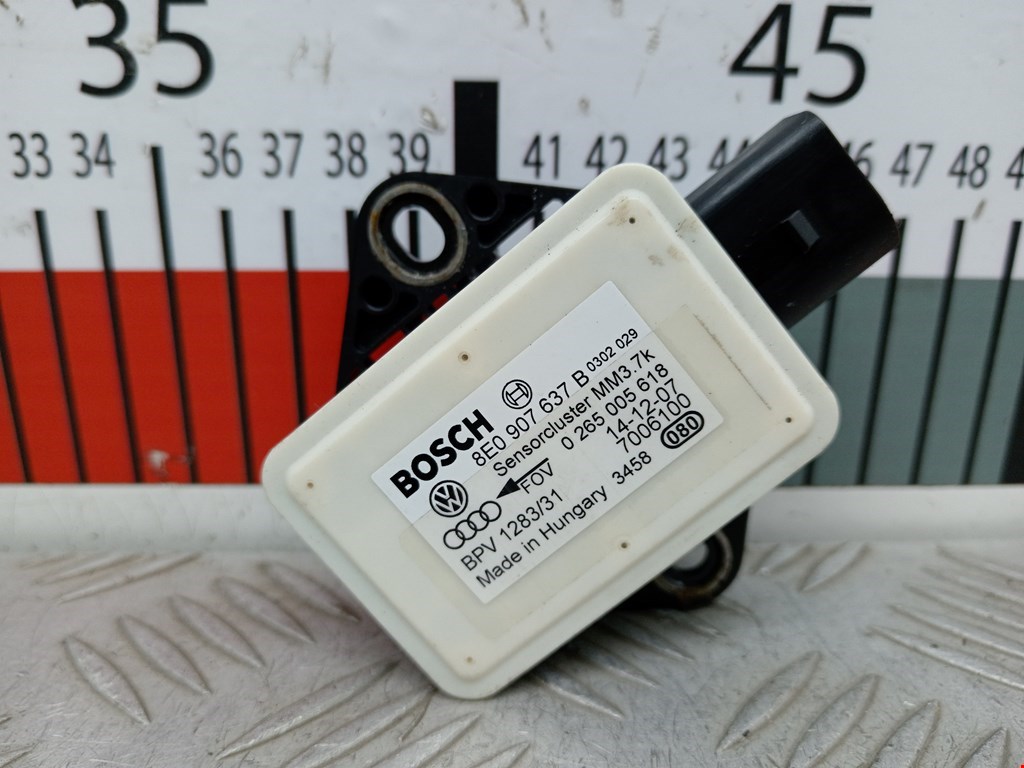 35 45
33 34 36 37 38 39 41 42 43 44 46 47 48 4
BOSCH
8E0 907 637 B 0302 029
Sensorcluster MM3.7k
0 265 005 618
FOV 14-12-07
7006100
BPV 1283/31 080
Made in Hungary 3458